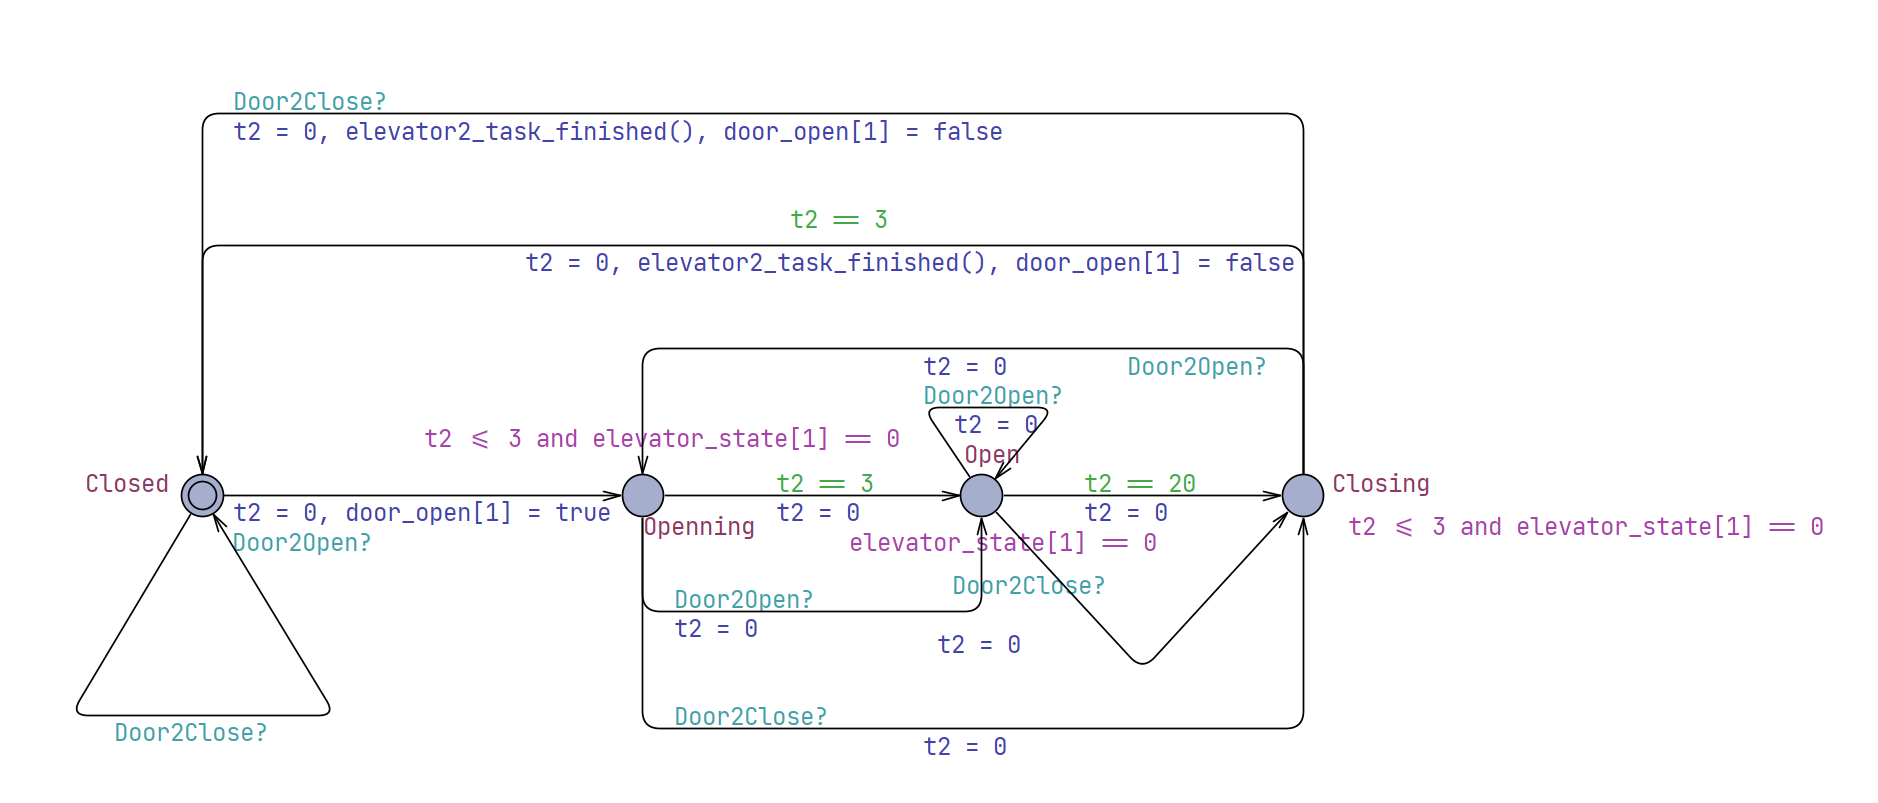 Door2Close?
t2 = 0, elevator2_task_finished(), door_open[1] = false
t2 == 3
t2 = 0, elevator2_task_finished(), door_open[1] = false
t2 = 0
Door2Open?
Door2Open?
t2 = 0
t2 <= 3 and elevator_state[1] == 0
Open
Closed
t2 == 3
t2 == 20
Closing
t2 = 0, door_open[1] = true
Openning
t2 = 0
t2 = 0
t2 <= 3 and elevator_state[1] == 0
Door2Open?
elevator_state[1] == 0
Door2Close?
Door2Open?
t2 = 0
t2 = 0
Door2Close?
Door2Close?
t2 = 0